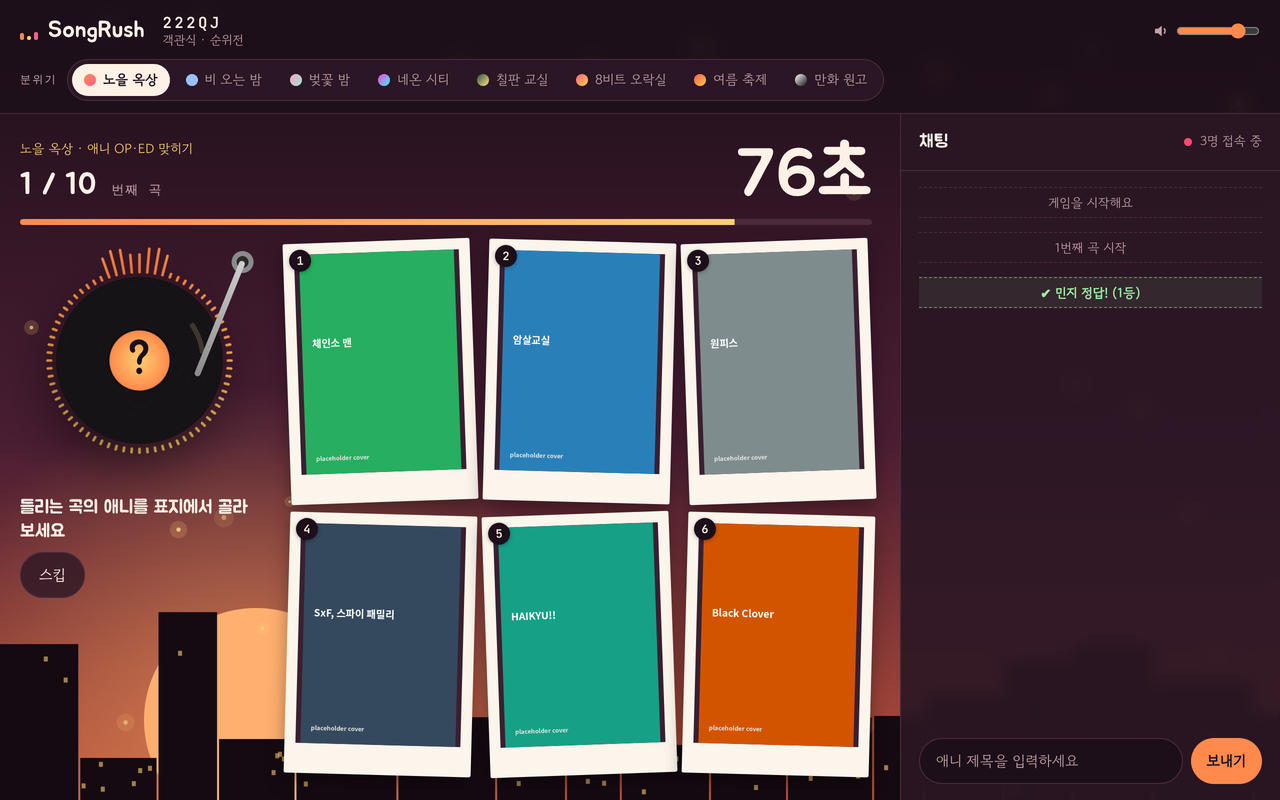 SongRush
222QJ
객관식 · 순위전
분위기
노을 옥상
비 오는 밤
벚꽃 밤
네온 시티
칠판 교실
8비트 오락실
여름 축제
만화 원고
노을 옥상 · 애니 OP·ED 맞히기
1 / 10 번째 곡
76초
?
들리는 곡의 애니를 표지에서 골라
보세요
스킵
1
체인소 맨
placeholder cover
2
암살교실
placeholder cover
3
원피스
placeholder cover
4
SxF, 스파이 패밀리
placeholder cover
5
HAIKYU!!
placeholder cover
6
Black Clover
placeholder cover
채팅
3명 접속 중
게임을 시작해요
1번째 곡 시작
✔ 민지 정답! (1등)
애니 제목을 입력하세요
보내기